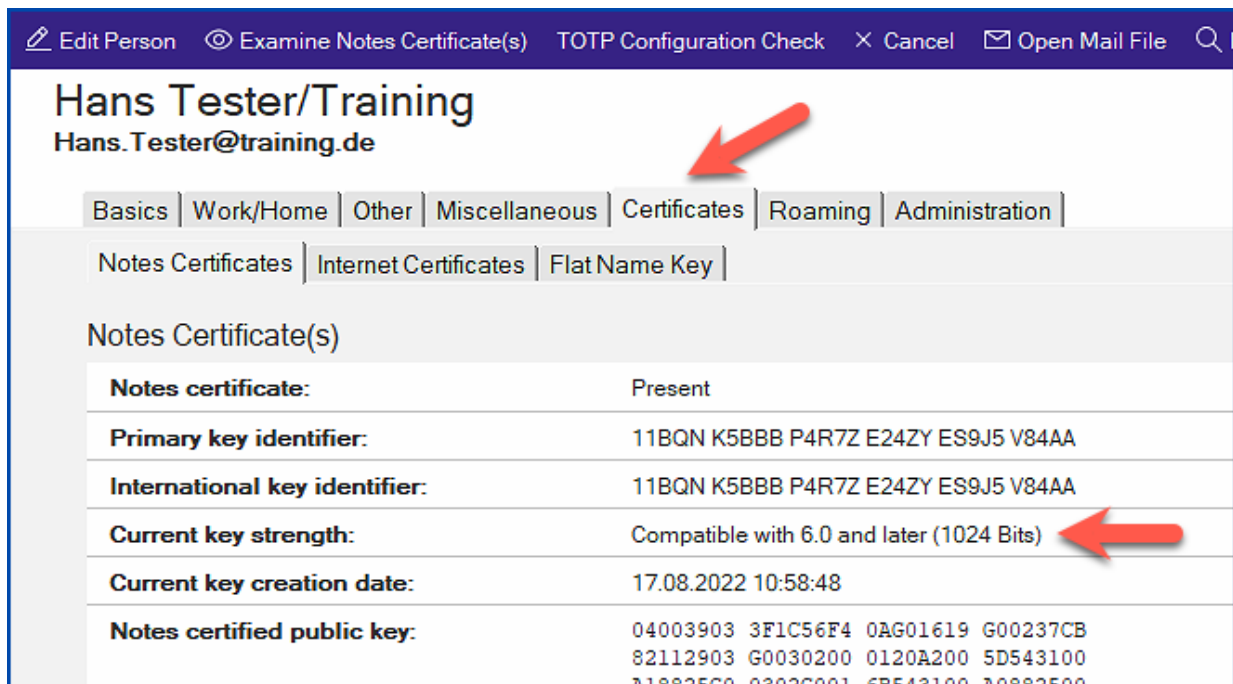 Edit Person Examine Notes Certificate(s) TOTP Configuration Check Cancel Open Mail File
Hans Tester/Training
Hans.Tester@training.de
Basics Work/Home Other Miscellaneous Certificates Roaming Administration
Notes Certificates Internet Certificates Flat Name Key
Notes Certificate(s)
Notes certificate: Present
Primary key identifier: 11BQN K5BBB P4R7Z E24ZY ES9J5 V84AA
International key identifier: 11BQN K5BBB P4R7Z E24ZY ES9J5 V84AA
Current key strength: Compatible with 6.0 and later (1024 Bits)
Current key creation date: 17.08.2022 10:58:48
Notes certified public key: 04003903 3F1C56F4 0AG01619 G00237CB
82112903 G0030200 0120A200 5D543100